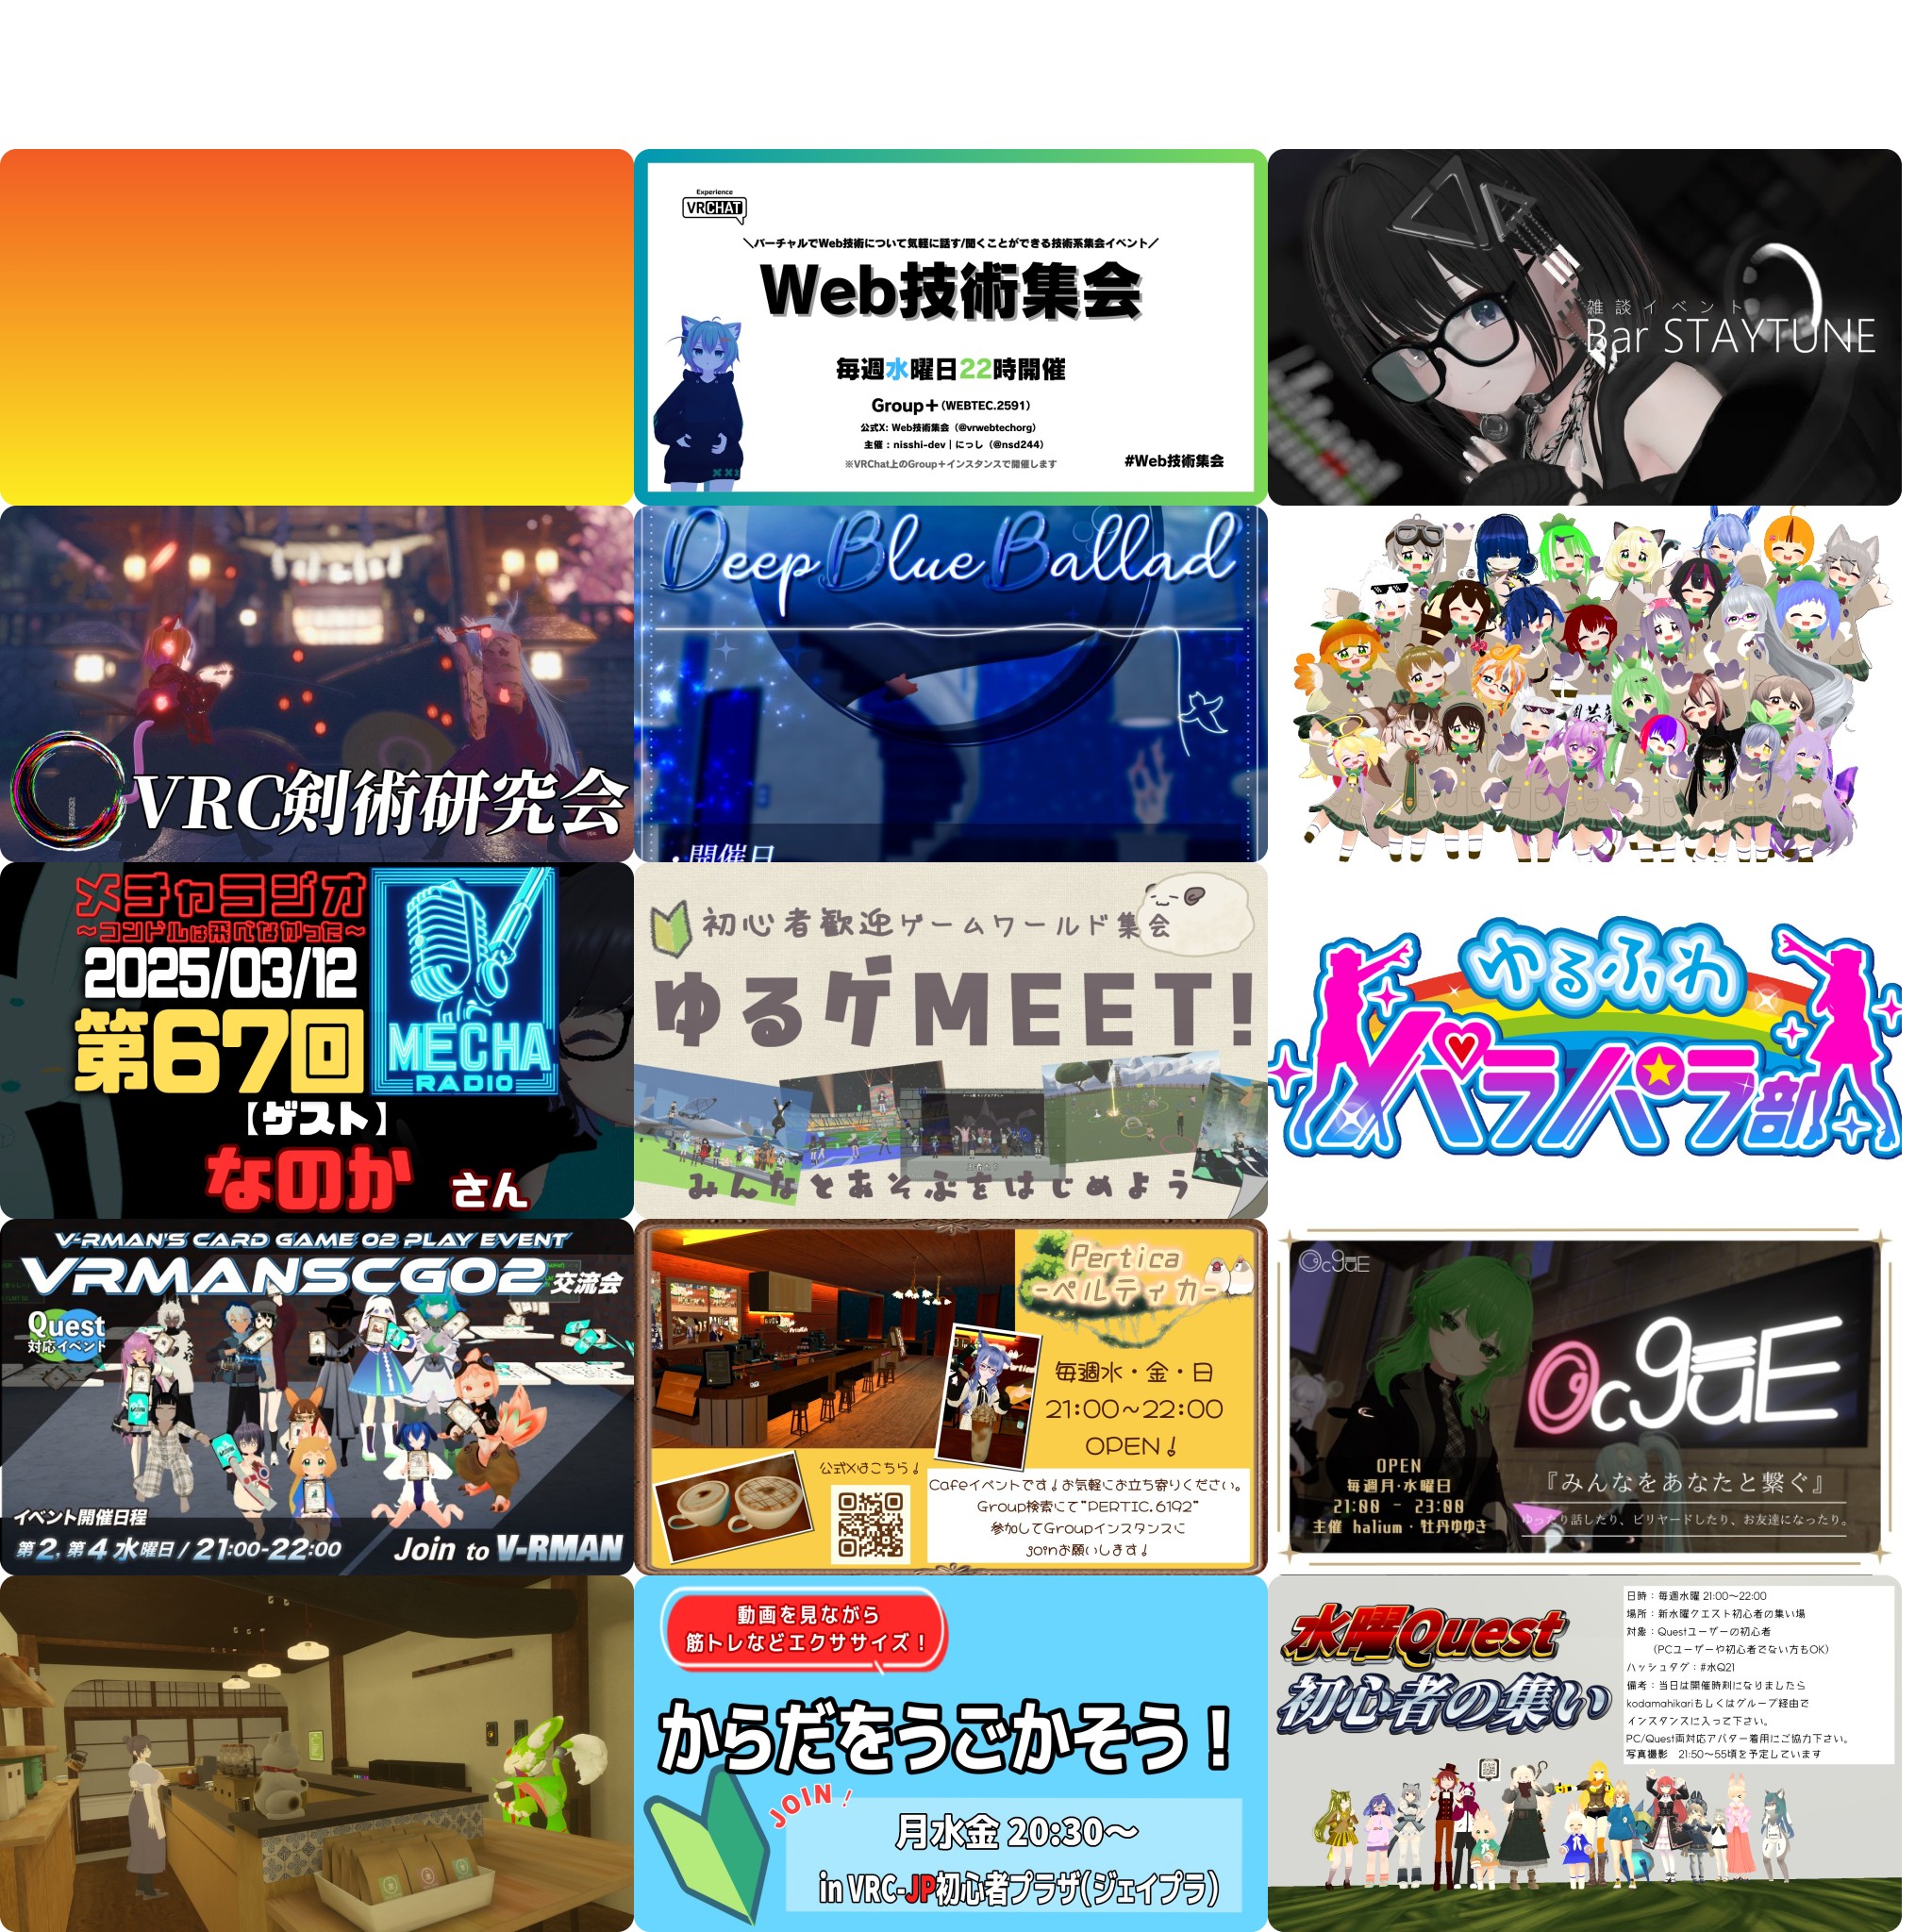 Experience
VRCHAT
＼バーチャルでWeb技術について気軽に話す/聞くことができる技術系集会イベント／
Web技術集会
毎週水曜日22時開催
Group＋(WEBTEC.2591)
公式X: Web技術集会（@vrwebtechorg）
主催：nisshi-dev｜にっし（@nsd244）
※VRChat上のGroup＋インスタンスで開催します
#Web技術集会
雑談イベント
Bar STAYTUNE
VRC剣術研究会
Deep Blue Ballad
・開催日
メチャラジオ
～コンドルは飛べなかった～
2025/03/12
第67回
【ゲスト】
なのか さん
MECHA
RADIO
初心者歓迎ゲームワールド集会
ゆるゲMEET!
みんなとあそぶをはじめよう
ゆるふわ
パラパラ部
V-RMAN'S CARD GAME 02 PLAY EVENT
VRMANSCG02交流会
Quest
対応イベント
イベント開催日程
第2,第4水曜日 / 21:00-22:00
Join to V-RMAN
Pertica
-ペルティカ-
毎週水・金・日
21:00~22:00
OPEN！
公式Xはこちら！
Cafeイベントです！お気軽にお立ち寄りください。
Group検索にて"PERTIC.6192"
参加してGroupインスタンスに
joinお願いします！
OcguE
OcguE
OPEN
毎週月・水曜日
21:00 - 23:00
主催 halium・牡丹ゆゆき
『みんなをあなたと繋ぐ』
ゆったり話したり、ビリヤードしたり、お友達になったり。
動画を見ながら
筋トレなどエクササイズ！
からだをうごかそう！
JOIN！
月水金 20:30～
in VRC-JP初心者プラザ(ジェイプラ)
水曜Quest
初心者の集い
日時：毎週水曜 21:00～22:00
場所：新水曜クエスト初心者の集い場
対象：Questユーザーの初心者
（PCユーザーや初心者でない方もOK）
ハッシュタグ：#水Q21
備考：当日は開催時刻になりましたら
kodamahikariもしくはグループ経由で
インスタンスに入って下さい。
PC/Quest両対応アバター着用にご協力下さい。
写真撮影　21:50～55頃を予定しています